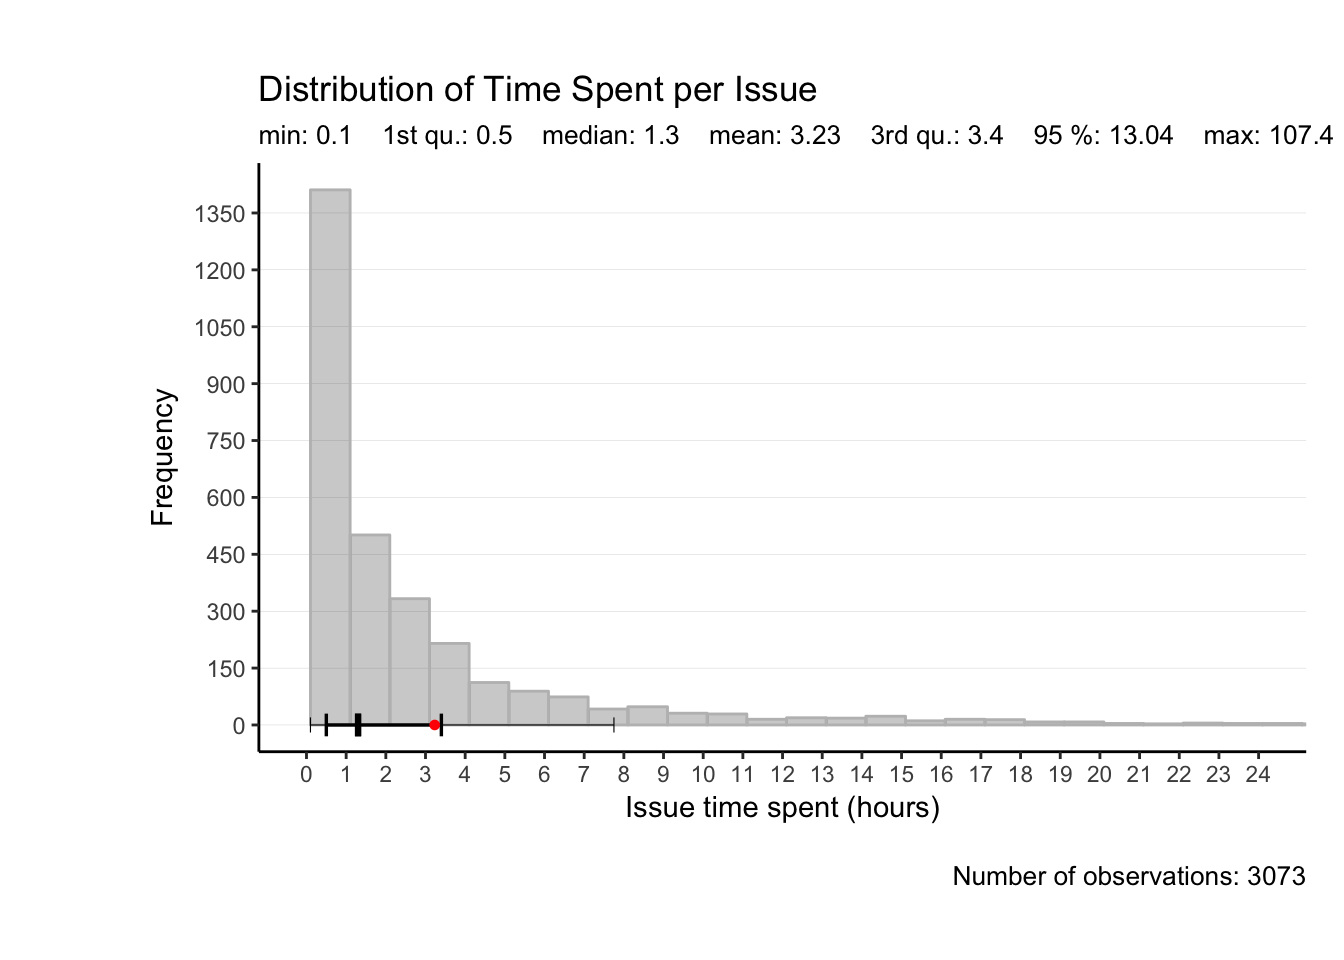 Distribution of Time Spent per Issue
min: 0.1 1st qu.: 0.5 median: 1.3 mean: 3.23 3rd qu.: 3.4 95 %: 13.04 max: 107.4
1350
1200
1050
900
750
600
450
300
150
0
Frequency
0 1 2 3 4 5 6 7 8 9 10 11 12 13 14 15 16 17 18 19 20 21 22 23 24
Issue time spent (hours)
Number of observations: 3073